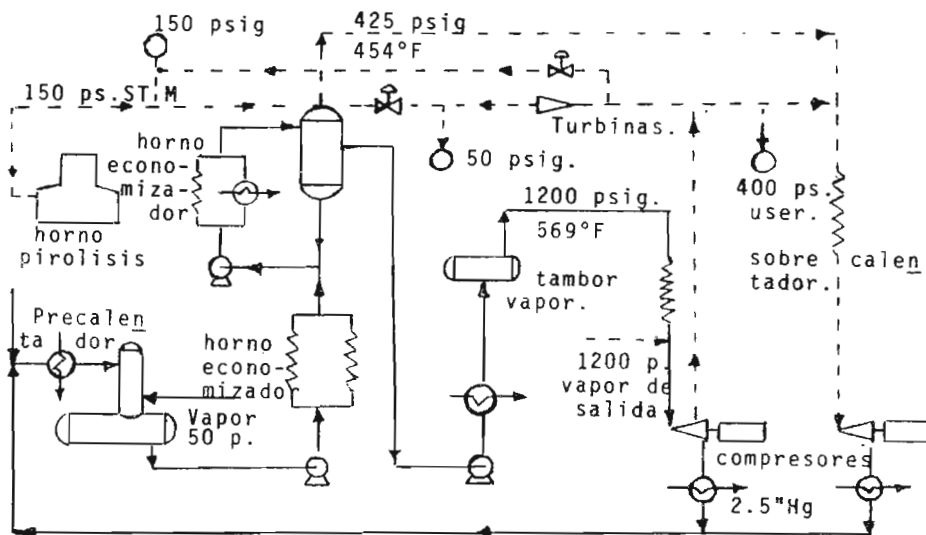 150 psig
425 psig
454°F
150 ps.ST.M
Turbinas.
horno
econo-
miza-
dor
50 psig.
400 ps.
user.
horno
pirolisis
1200 psig.
569°F
sobre calen
tador.
tambor
vapor.
Precalen
ta dor.
horno
econo-
mizador
1200 p.
vapor de
salida
Vapor
50 p.
compresores
2.5"Hg